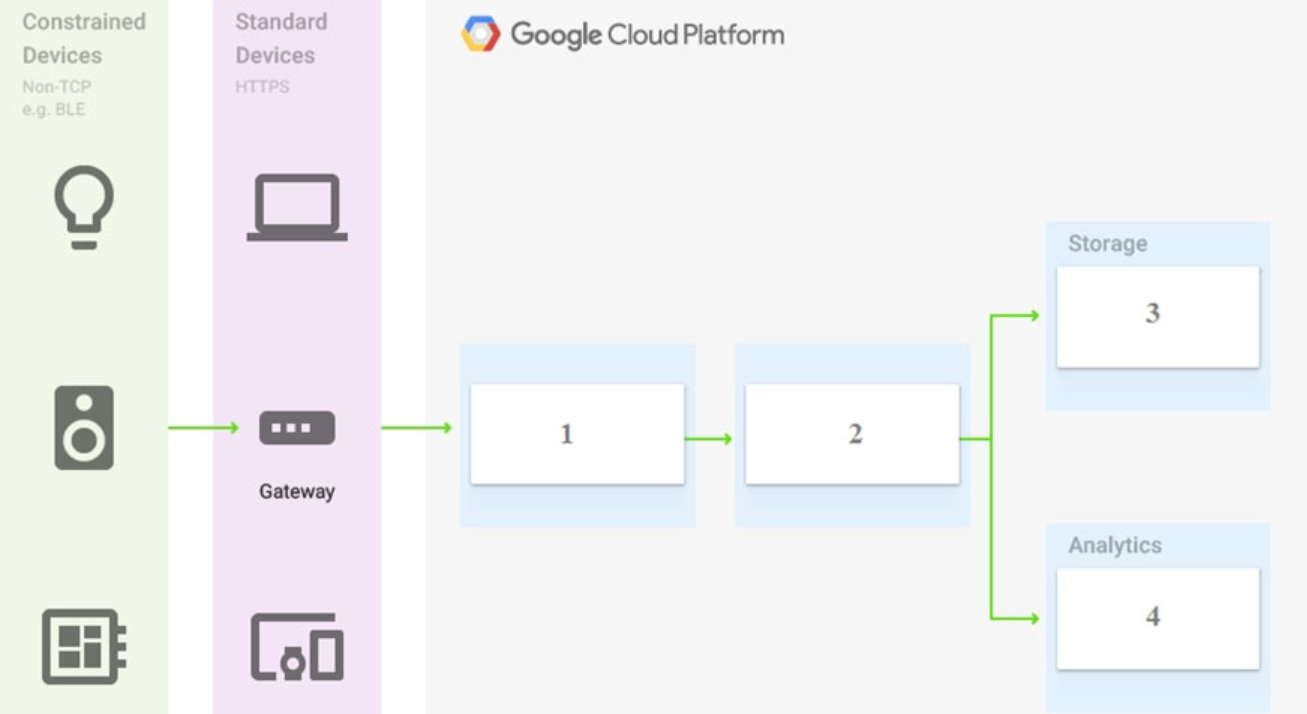 Constrained
Devices
Non-TCP
e.g. BLE
Standard
Devices
HTTPS
Google Cloud Platform
Gateway
1
2
Storage
3
Analytics
4